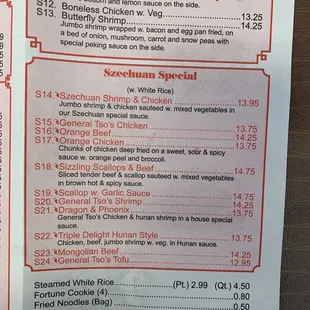 bottom and lemon sauce on the side.
S12. Boneless Chicken w. Veg. 13.25
S13. Butterfly Shrimp 14.25
Jumbo shrimp wrapped w. bacon and egg pan fried, on
a bed of onion, mushroom, carrot and snow peas with
special peking sauce on the side.
Szechuan Special
(w. White Rice)
S14. Szechuan Shrimp & Chicken 13.95
Jumbo shrimp & chicken sauteed w. mixed vegetables in
our Szechuan special sauce.
S15. General Tso's Chicken 13.75
S16. Orange Beef 14.25
S17. Orange Chicken 13.75
Chunks of chicken deep fried on a sweet, sour & spicy
sauce w. orange peel and broccoli.
S18. Sizzling Scallops & Beef 14.75
Sliced tender beef & scallop sauteed w. mixed vegetables
in brown hot & spicy sauce.
S19. Scallop w. Garlic Sauce 14.75
S20. General Tso's Shrimp 14.25
S21. Dragon & Phoenix 13.75
General Tso's Chicken & hunan shrimp in a house special
sauce.
S22. Triple Delight Hunan Style 13.75
Chicken, beef, jumbo shrimp w. veg. in Hunan sauce.
S23. Mongolian Beef 14.25
S24. General Tso's Tofu 12.95
Steamed White Rice (Pt.) 2.99 (Qt.) 4.50
Fortune Cookie (4) 0.80
Fried Noodles (Bag) 0.50